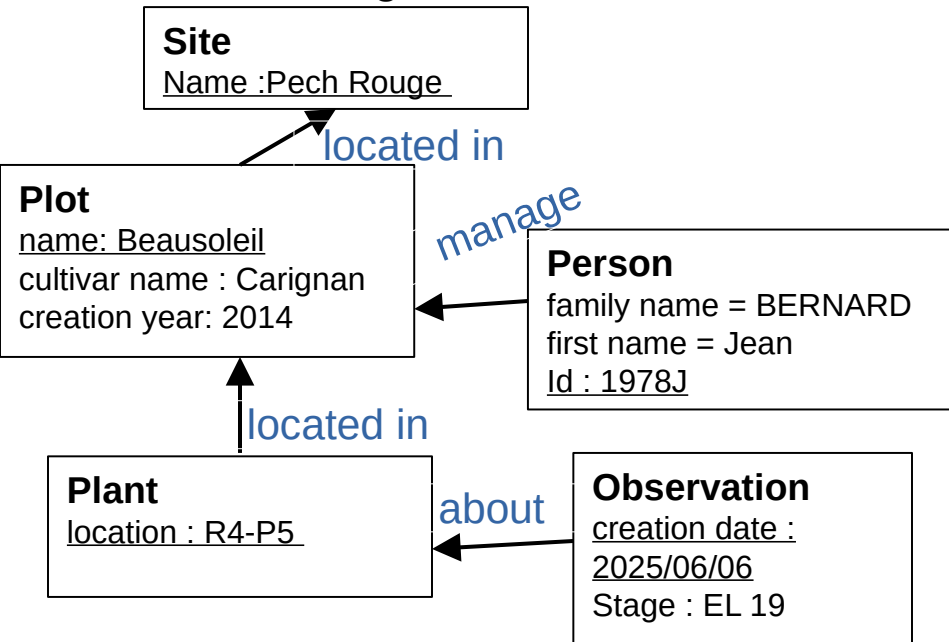 Site
Name :Pech Rouge
located in
Plot
name: Beausoleil
cultivar name : Carignan
creation year: 2014
manage
Person
family name = BERNARD
first name = Jean
Id : 1978J
located in
Plant
location : R4-P5
about
Observation
creation date :
2025/06/06
Stage : EL 19